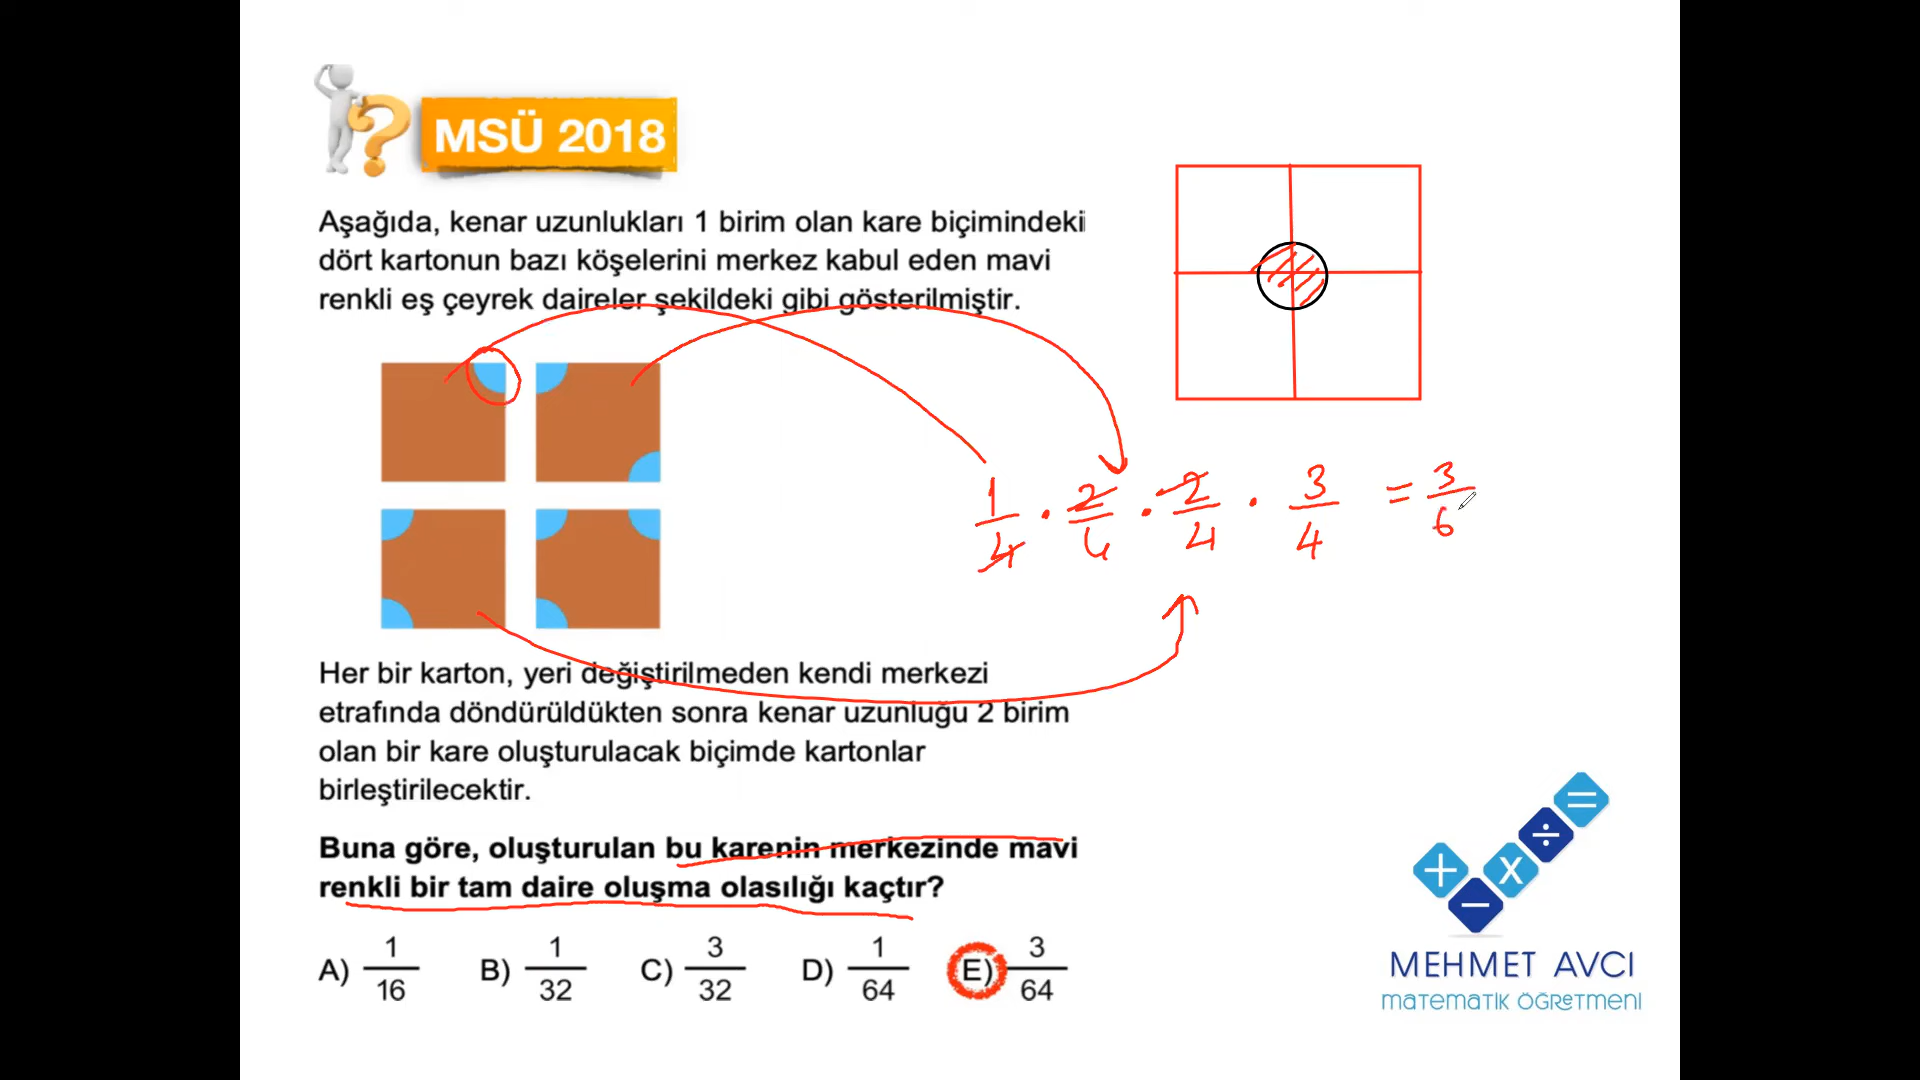 MSÜ 2018
Aşağıda, kenar uzunlukları 1 birim olan kare biçimindeki
dört kartonun bazı köşelerini merkez kabul eden mavi
renkli eş çeyrek daireler şekildeki gibi gösterilmiştir.
1/4 · 2/4 · 2/4 · 3/4 = 3/6
Her bir karton, yeri değiştirilmeden kendi merkezi
etrafında döndürüldükten sonra kenar uzunluğu 2 birim
olan bir kare oluşturulacak biçimde kartonlar
birleştirilecektir.
Buna göre, oluşturulan bu karenin merkezinde mavi
renkli bir tam daire oluşma olasılığı kaçtır?
A) 1/16 B) 1/32 C) 3/32 D) 1/64 E) 3/64
+ − x ÷ =
MEHMET AVCI
MATEMATİK ÖĞRETMENİ